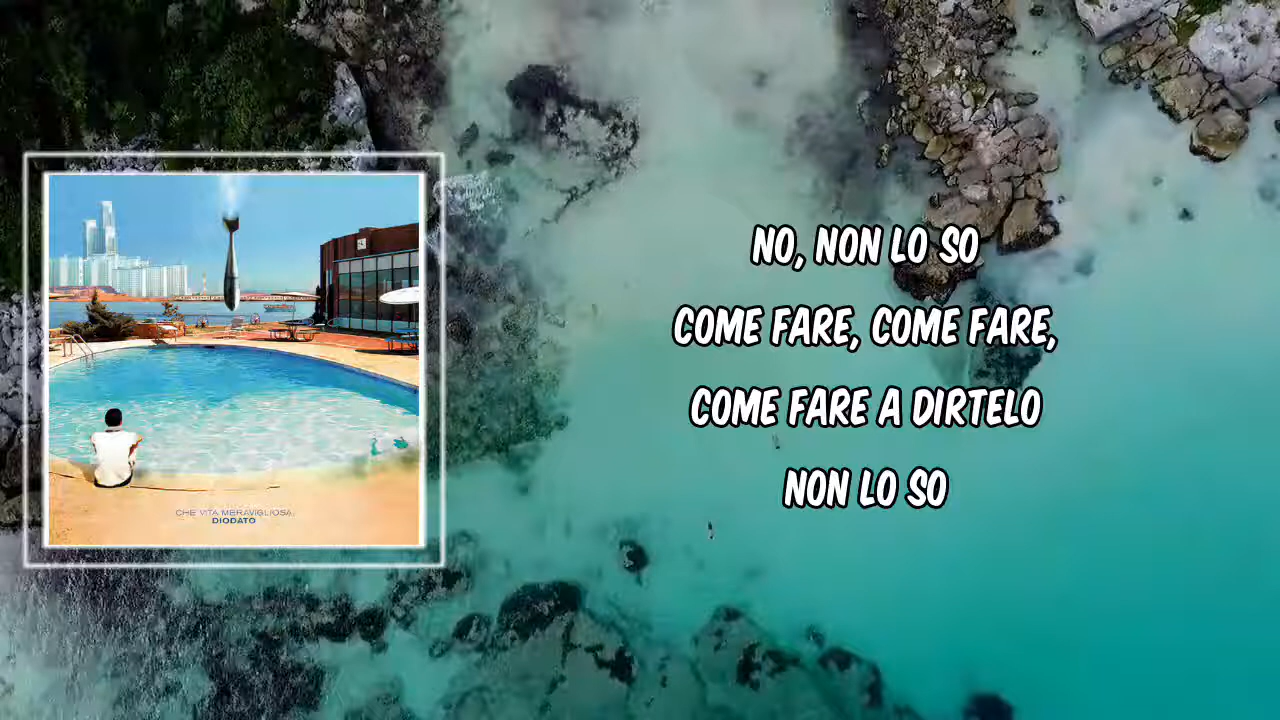 CHE VITA MERAVIGLIOSA
DIODATO
NO, NON LO SO
COME FARE, COME FARE,
COME FARE A DIRTELO
NON LO SO